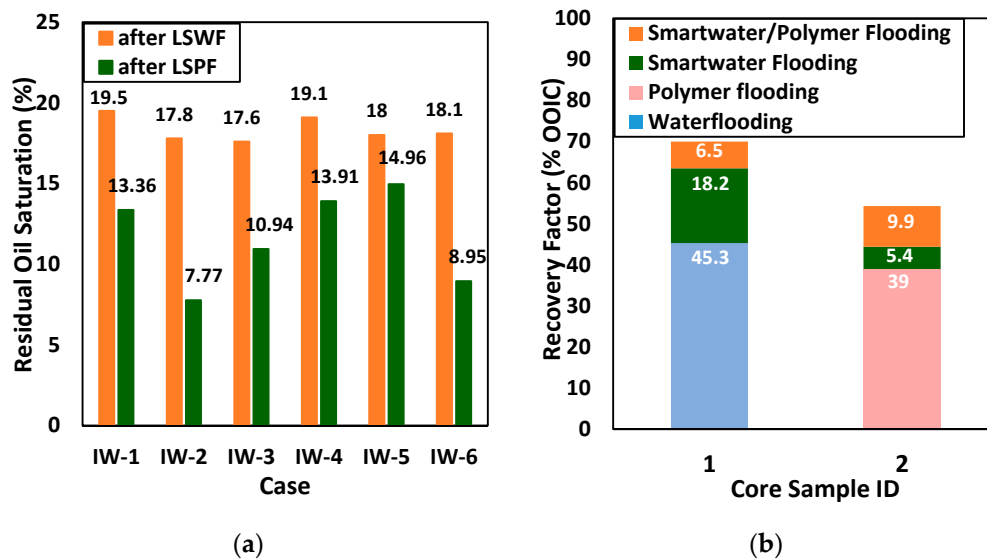 Residual Oil Saturation (%)
25
20
15
10
5
0
after LSWF
after LSPF
19.5
13.36
17.8
7.77
17.6
10.94
19.1
13.91
18
14.96
18.1
8.95
IW-1 IW-2 IW-3 IW-4 IW-5 IW-6
Case
(a)
Recovery Factor (% OOIC)
100
90
80
70
60
50
40
30
20
10
0
Smartwater/Polymer Flooding
Smartwater Flooding
Polymer flooding
Waterflooding
6.5
18.2
45.3
9.9
5.4
39
1 2
Core Sample ID
(b)